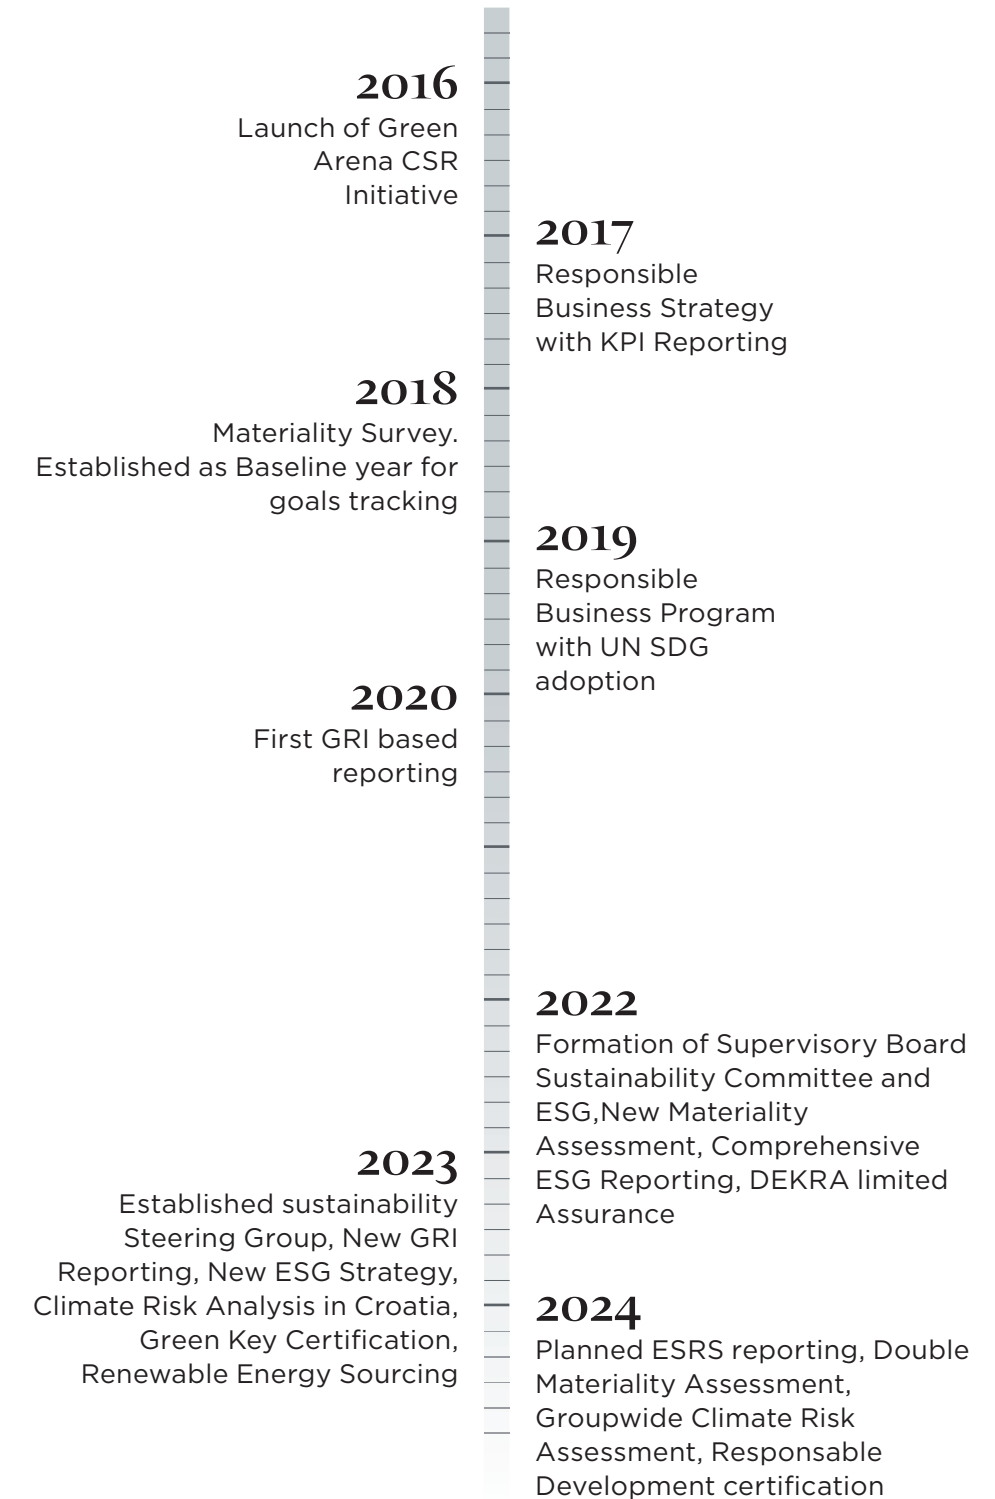 2016
Launch of Green
Arena CSR
Initiative
2017
Responsible
Business Strategy
with KPI Reporting
2018
Materiality Survey.
Established as Baseline year for
goals tracking
2019
Responsible
Business Program
with UN SDG
adoption
2020
First GRI based
reporting
2022
Formation of Supervisory Board
Sustainability Committee and
ESG,New Materiality
Assessment, Comprehensive
ESG Reporting, DEKRA limited
Assurance
2023
Established sustainability
Steering Group, New GRI
Reporting, New ESG Strategy,
Climate Risk Analysis in Croatia,
Green Key Certification,
Renewable Energy Sourcing
2024
Planned ESRS reporting, Double
Materiality Assessment,
Groupwide Climate Risk
Assessment, Responsable
Development certification